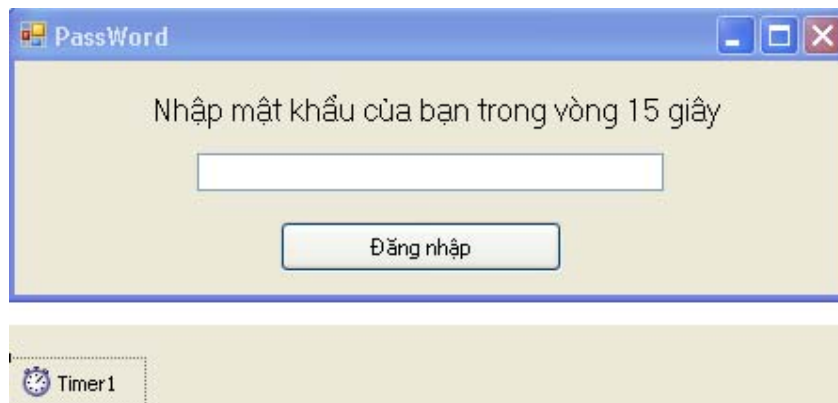 PassWord
Nhập mật khẩu của bạn trong vòng 15 giây
Đăng nhập
Timer1